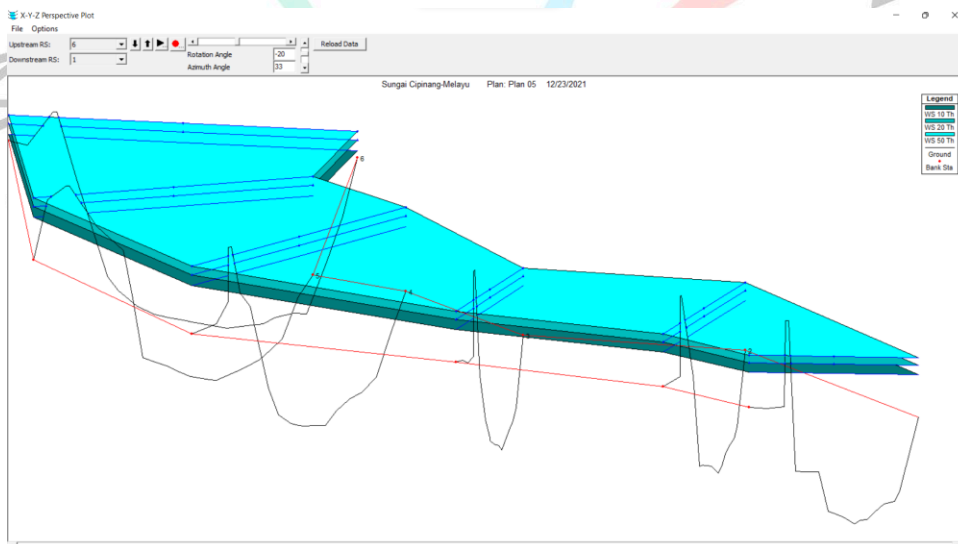 X-Y-Z Perspective Plot
File Options
Upstream RS: 6
Downstream RS: 1
Rotation Angle -20
Azimuth Angle 33
Reload Data
Sungai Cipinang-Melayu Plan: Plan 05 12/23/2021
Legend
WS 10 Th
WS 20 Th
WS 50 Th
Ground
Bank Sta
6
5
4
3
2